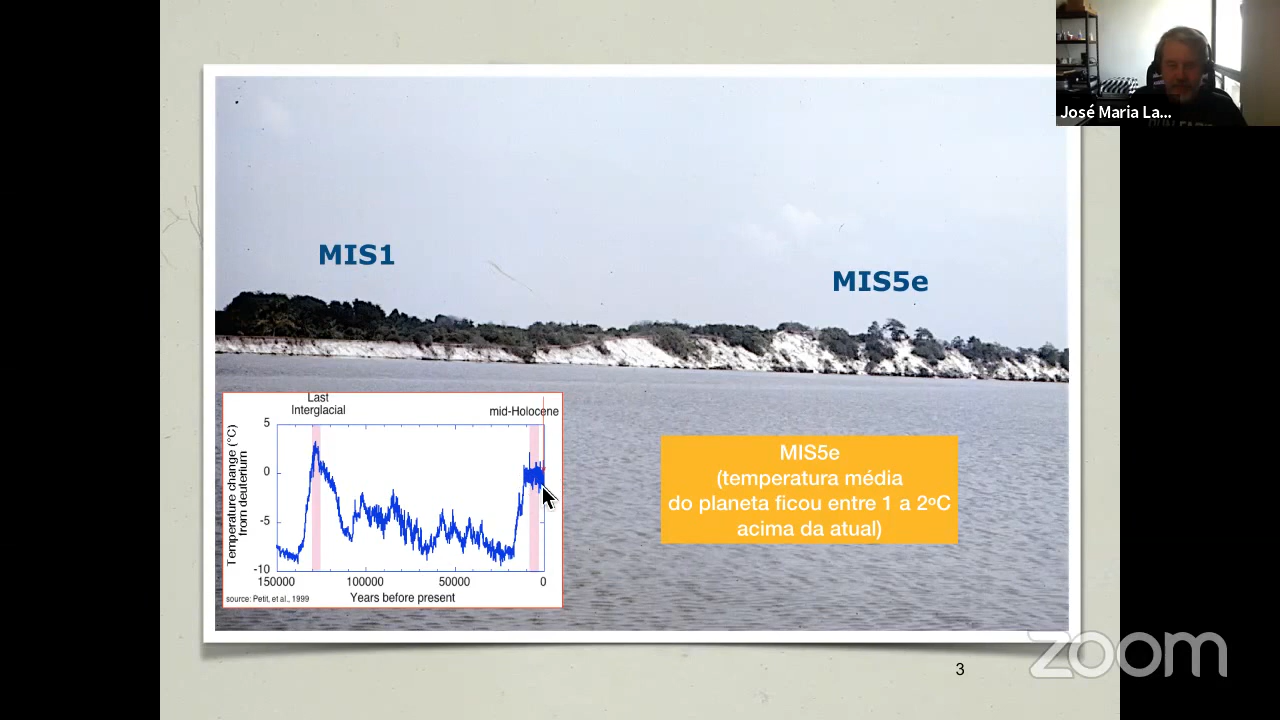 José Maria La...
MIS1
MIS5e
Last
Interglacial
mid-Holocene
Temperature change (°C)
from deuterium
5
0
-5
-10
150000
100000
50000
0
Years before present
source: Petit, et al., 1999
MIS5e
(temperatura média
do planeta ficou entre 1 a 2ºC
acima da atual)
3
zoom